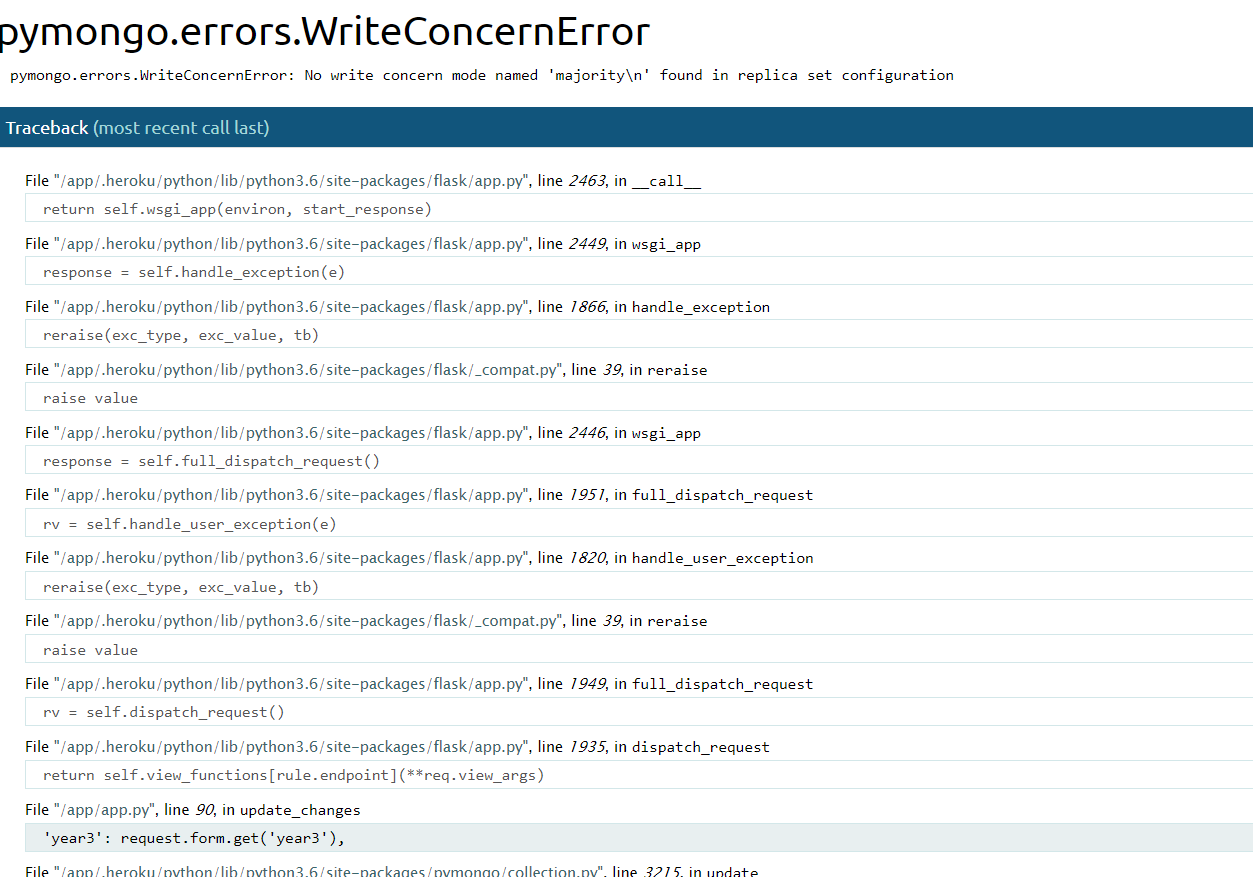 pymongo.errors.WriteConcernError
pymongo.errors.WriteConcernError: No write concern mode named 'majority\n' found in replica set configuration
Traceback (most recent call last)
File "/app/.heroku/python/lib/python3.6/site-packages/flask/app.py", line 2463, in __call__
return self.wsgi_app(environ, start_response)
File "/app/.heroku/python/lib/python3.6/site-packages/flask/app.py", line 2449, in wsgi_app
response = self.handle_exception(e)
File "/app/.heroku/python/lib/python3.6/site-packages/flask/app.py", line 1866, in handle_exception
reraise(exc_type, exc_value, tb)
File "/app/.heroku/python/lib/python3.6/site-packages/flask/_compat.py", line 39, in reraise
raise value
File "/app/.heroku/python/lib/python3.6/site-packages/flask/app.py", line 2446, in wsgi_app
response = self.full_dispatch_request()
File "/app/.heroku/python/lib/python3.6/site-packages/flask/app.py", line 1951, in full_dispatch_request
rv = self.handle_user_exception(e)
File "/app/.heroku/python/lib/python3.6/site-packages/flask/app.py", line 1820, in handle_user_exception
reraise(exc_type, exc_value, tb)
File "/app/.heroku/python/lib/python3.6/site-packages/flask/_compat.py", line 39, in reraise
raise value
File "/app/.heroku/python/lib/python3.6/site-packages/flask/app.py", line 1949, in full_dispatch_request
rv = self.dispatch_request()
File "/app/.heroku/python/lib/python3.6/site-packages/flask/app.py", line 1935, in dispatch_request
return self.view_functions[rule.endpoint](**req.view_args)
File "/app/app.py", line 90, in update_changes
'year3': request.form.get('year3'),
File "/app/.heroku/python/lib/python3.6/site-packages/pymongo/collection.py", line 3215, in update